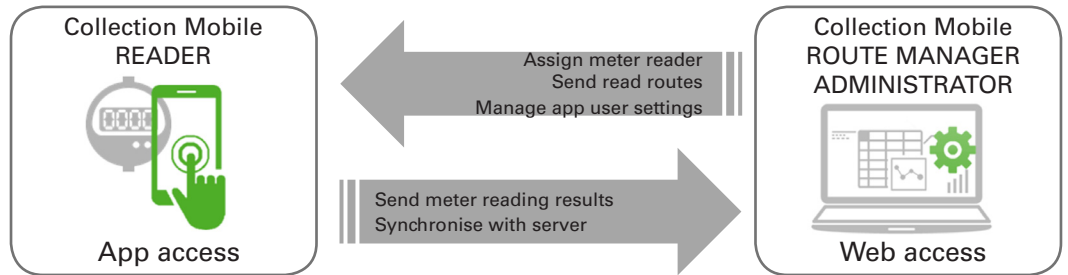 Collection Mobile
READER
App access
Assign meter reader
Send read routes
Manage app user settings
Send meter reading results
Synchronise with server
Collection Mobile
ROUTE MANAGER
ADMINISTRATOR
Web access